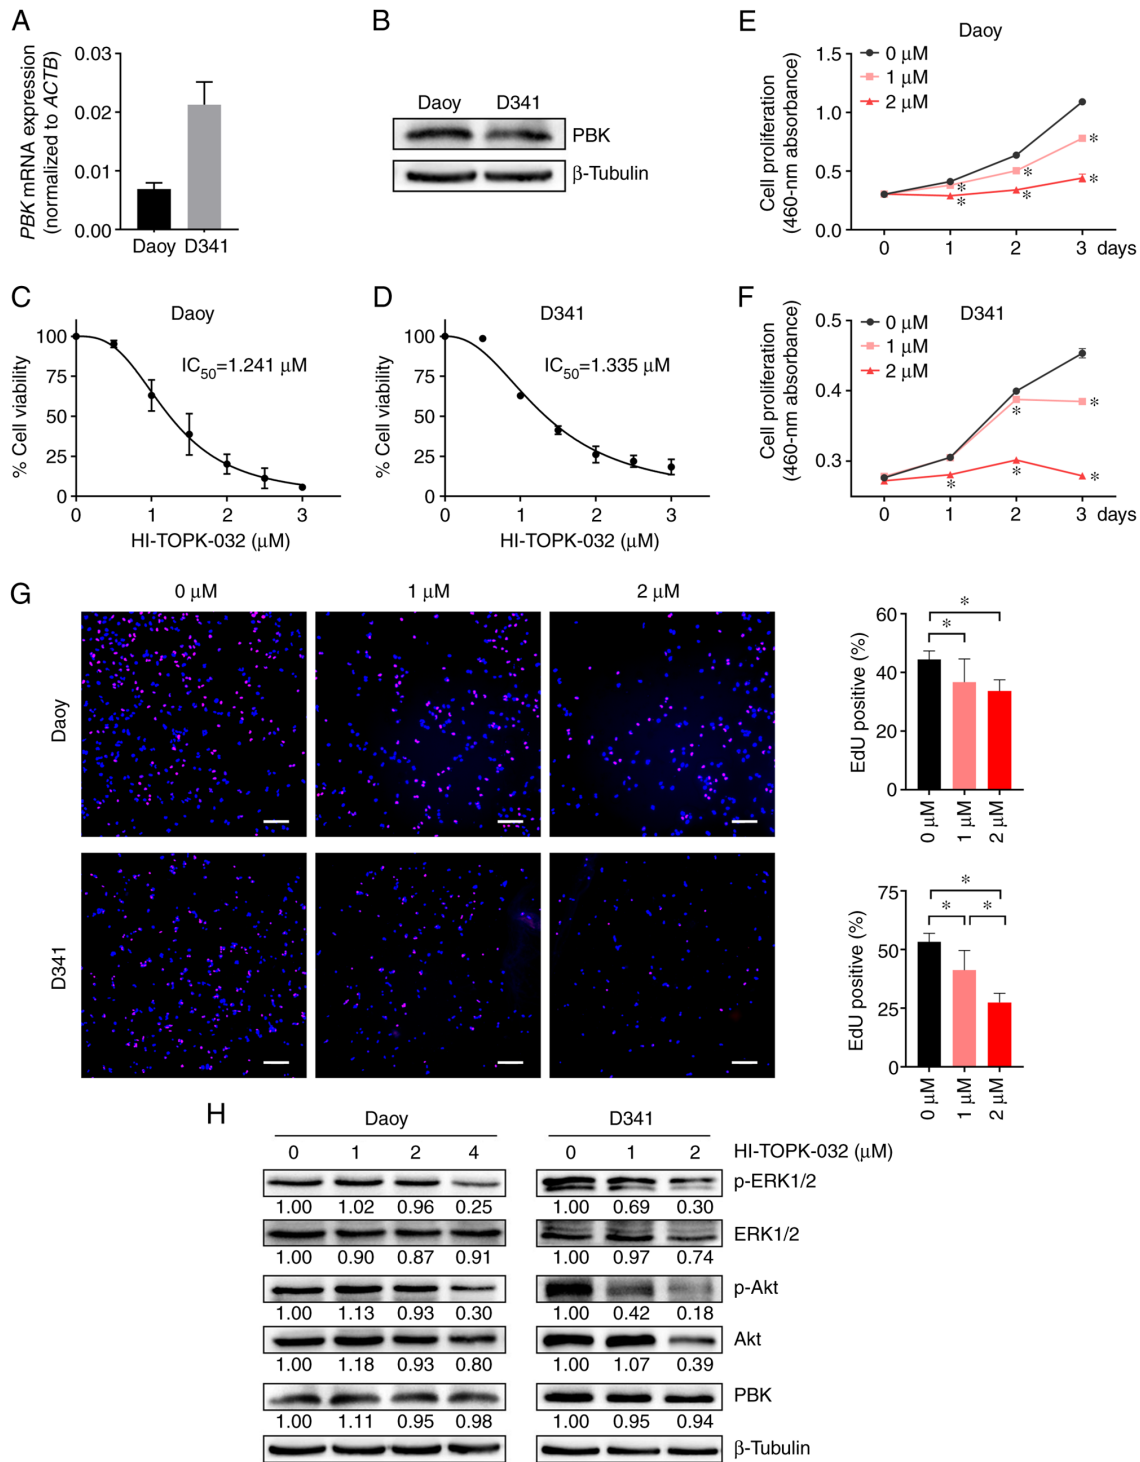 A
PBK mRNA expression
(normalized to ACTB)
0.03
0.02
0.01
0.00
Daoy D341
B
Daoy D341
PBK
β-Tubulin
C
Daoy
% Cell viability
100
75
50
25
0
IC50=1.241 μM
0 1 2 3
HI-TOPK-032 (μM)
D
D341
% Cell viability
100
75
50
25
0
IC50=1.335 μM
0 1 2 3
HI-TOPK-032 (μM)
E
Daoy
Cell proliferation
(460-nm absorbance)
1.5
1.0
0.5
0.0
0 μM
1 μM
2 μM
*
*
*
*
*
*
0 1 2 3 days
F
D341
Cell proliferation
(460-nm absorbance)
0.5
0.4
0.3
0 μM
1 μM
2 μM
*
*
*
*
*
0 1 2 3 days
G
0 μM 1 μM 2 μM
Daoy
D341
EdU positive (%)
60
40
20
0
*
*
0 μM 1 μM 2 μM
EdU positive (%)
75
50
25
0
*
* *
0 μM 1 μM 2 μM
H
Daoy D341
0 1 2 4 0 1 2 HI-TOPK-032 (μM)
p-ERK1/2
1.00 1.02 0.96 0.25 1.00 0.69 0.30
ERK1/2
1.00 0.90 0.87 0.91 1.00 0.97 0.74
p-Akt
1.00 1.13 0.93 0.30 1.00 0.42 0.18
Akt
1.00 1.18 0.93 0.80 1.00 1.07 0.39
PBK
1.00 1.11 0.95 0.98 1.00 0.95 0.94
β-Tubulin